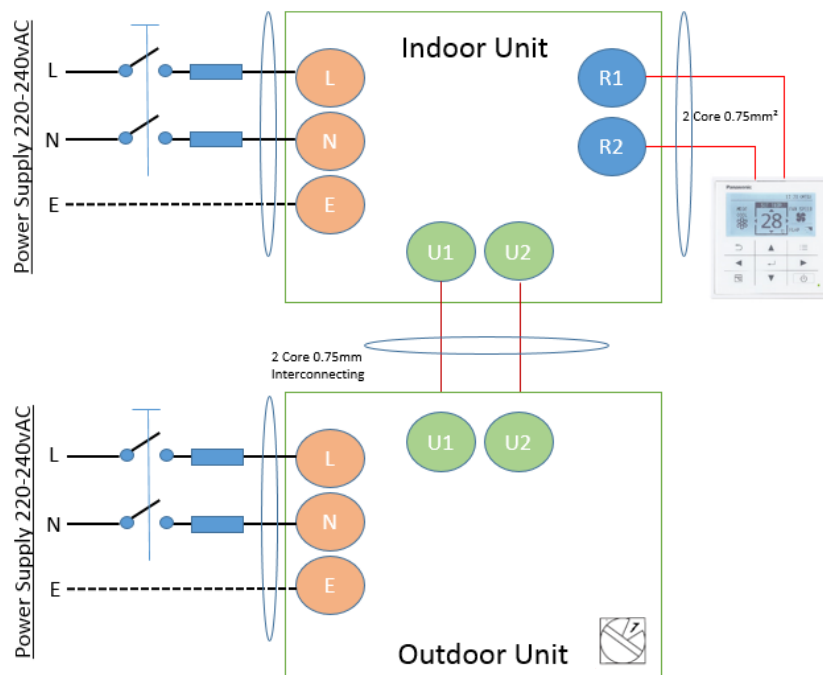 Power Supply 220-240vAC
L
N
E
L
N
E
Indoor Unit
R1
R2
U1
U2
2 Core 0.75mm²
Panasonic
28
2 Core 0.75mm
Interconnecting
Power Supply 220-240vAC
L
N
E
L
N
E
U1
U2
Outdoor Unit
1